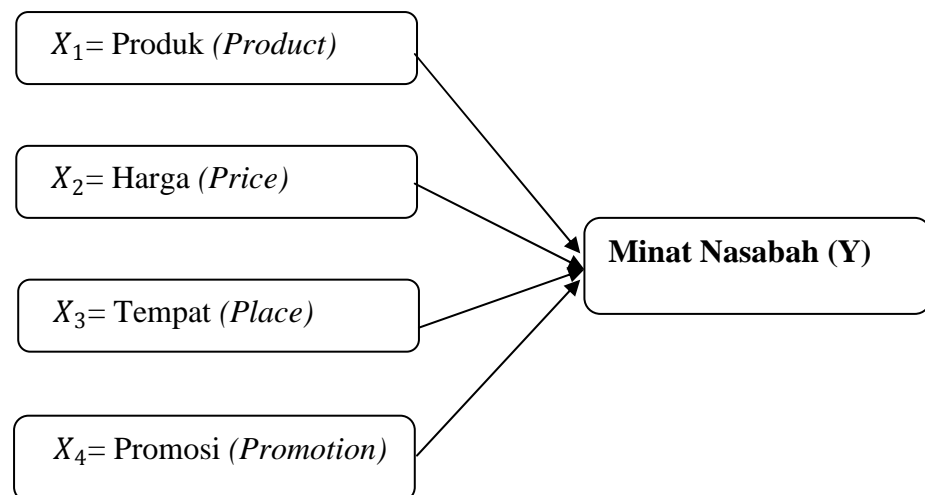 X₁= Produk (Product)
X₂= Harga (Price)
Minat Nasabah (Y)
X₃= Tempat (Place)
X₄= Promosi (Promotion)